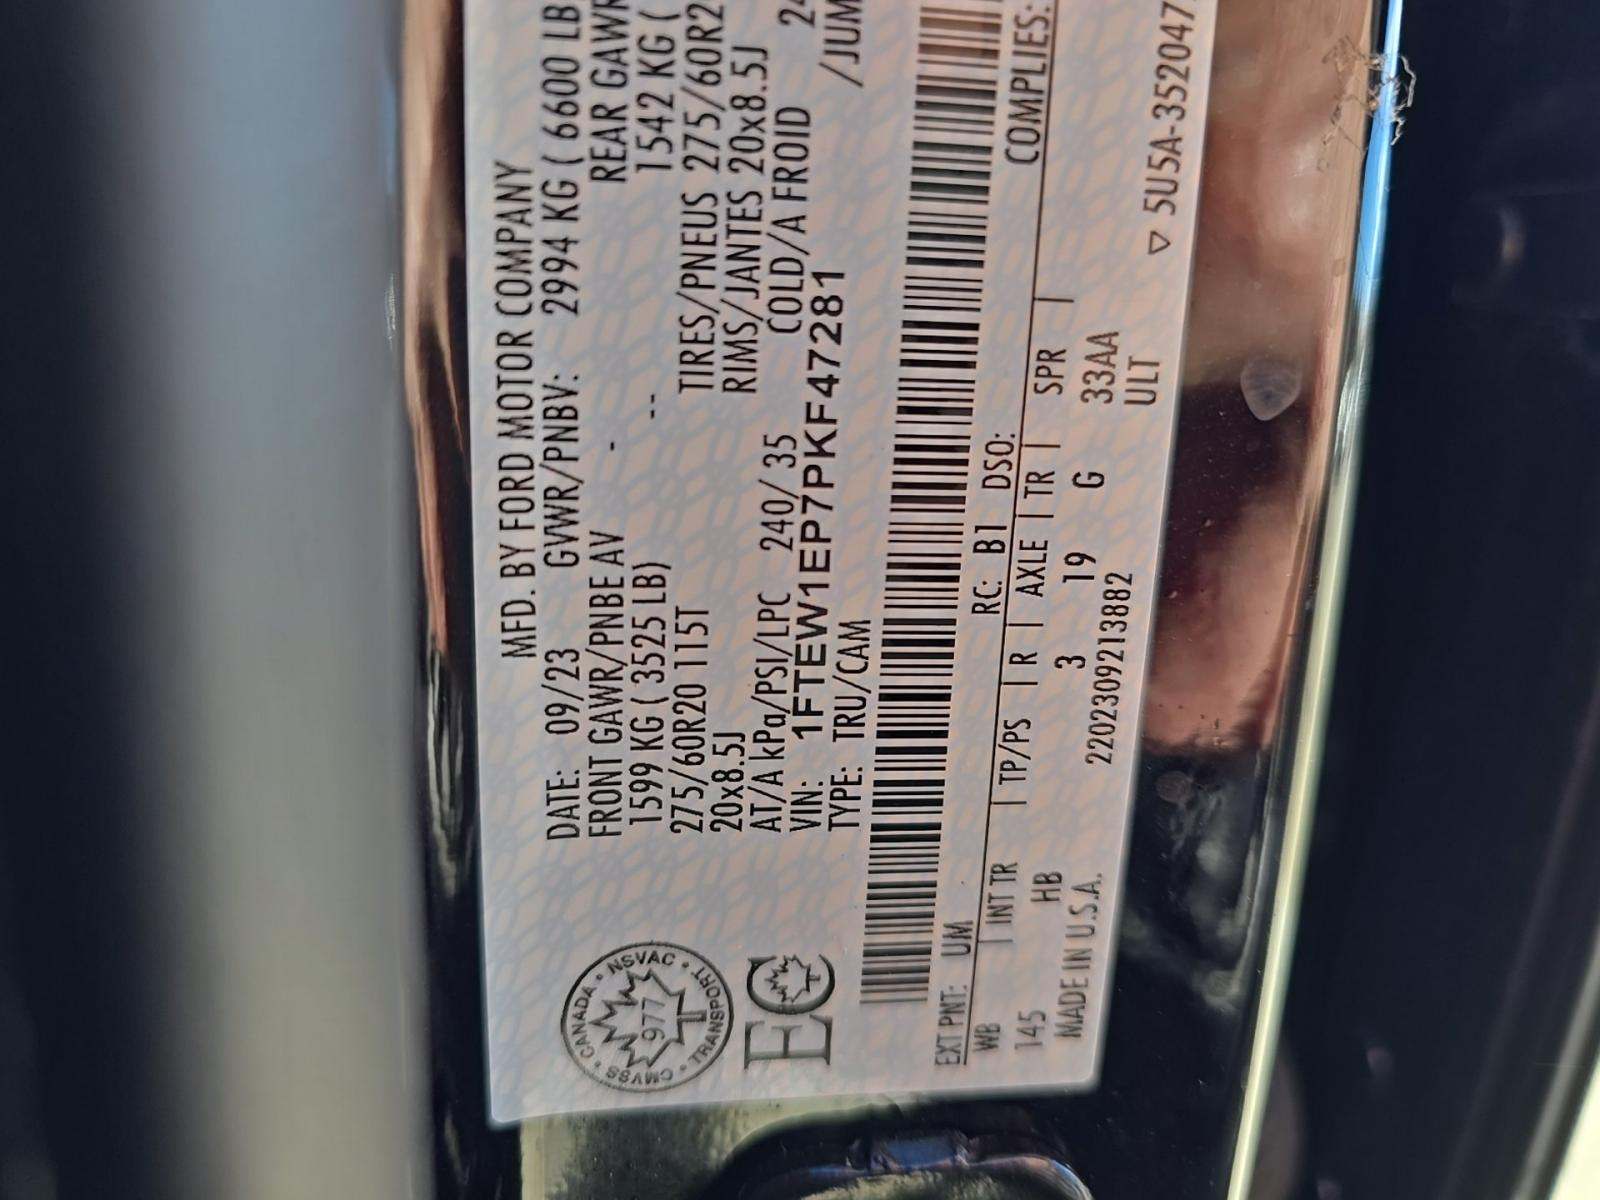 MFD. BY FORD MOTOR COMPANY
DATE: 09/23 GVWR/PNBV: 2994 KG ( 6600 LB
FRONT GAWR/PNBE AV - REAR GAWR
1599 KG ( 3525 LB) -- 1542 KG (
275/60R20 115T TIRES/PNEUS 275/60R2
20x8.5J RIMS/JANTES 20x8.5J
AT/A kPa/PSI/LPC 240/ 35 COLD/A FROID 24
VIN: 1FTEW1EP7PKF47281 /JUM
TYPE: TRU/CAM
CANADA • NSVAC • TRANSPORT • CMVSS •
977
EC
EXT PNT: UM RC: B1 DSO: COMPLIES:
WB | INT TR | TP/PS | R | AXLE | TR | SPR |
145 HB 3 19 G 33AA
MADE IN U.S.A. 2202309213882 ULT
▽ 5U5A-3520472